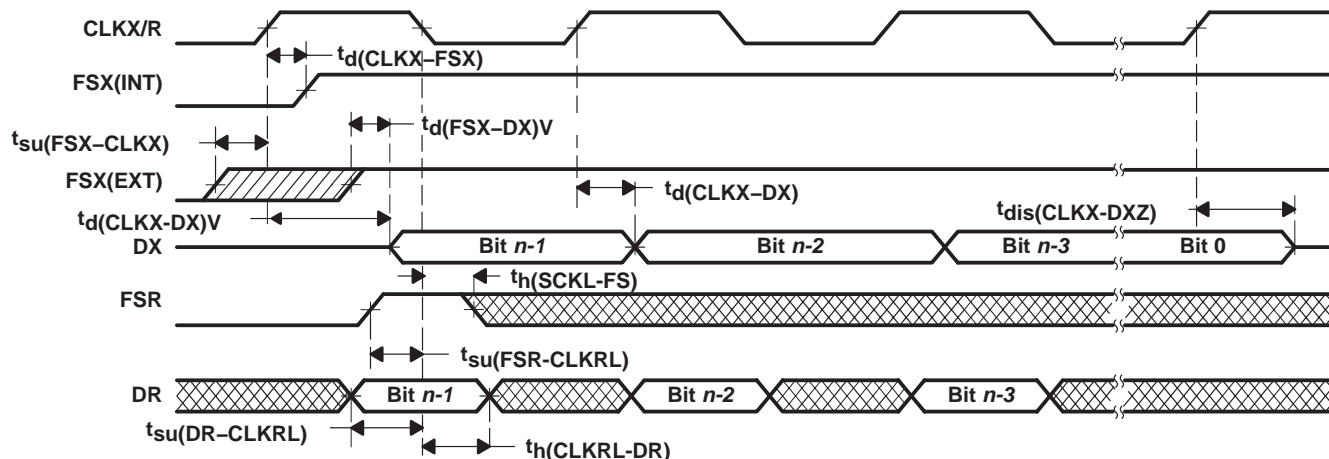 CLKX/R
td(CLKX–FSX)
FSX(INT)
tsu(FSX–CLKX)
td(FSX–DX)V
FSX(EXT)
td(CLKX–DX)
td(CLKX-DX)V
tdis(CLKX-DXZ)
DX
Bit n-1
Bit n-2
Bit n-3
Bit 0
th(SCKL-FS)
FSR
tsu(FSR-CLKRL)
DR
Bit n-1
Bit n-2
Bit n-3
tsu(DR–CLKRL)
th(CLKRL-DR)